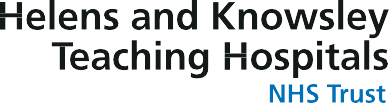 Helens and Knowsley
Teaching Hospitals
NHS Trust